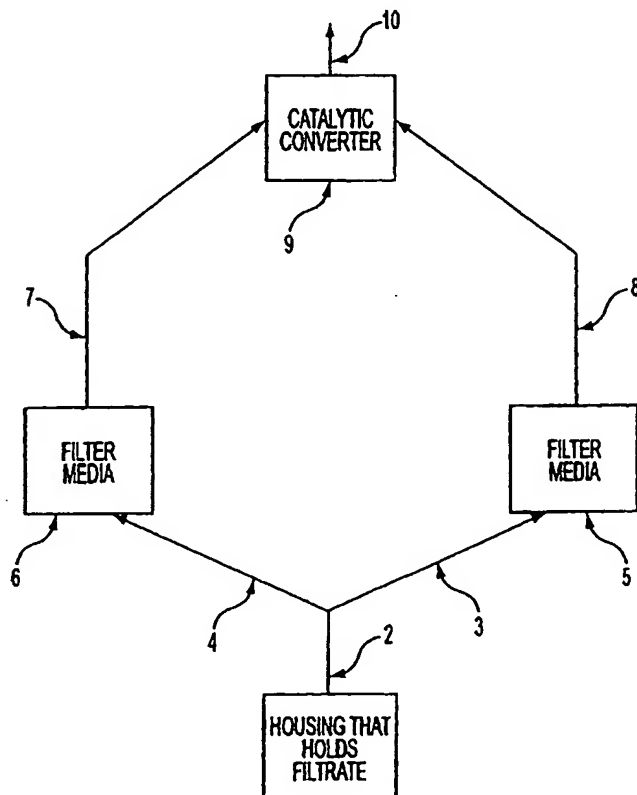 10
CATALYTIC
CONVERTER
9
7
8
FILTER
MEDIA
FILTER
MEDIA
6
5
4
3
2
HOUSING THAT
HOLDS
FILTRATE